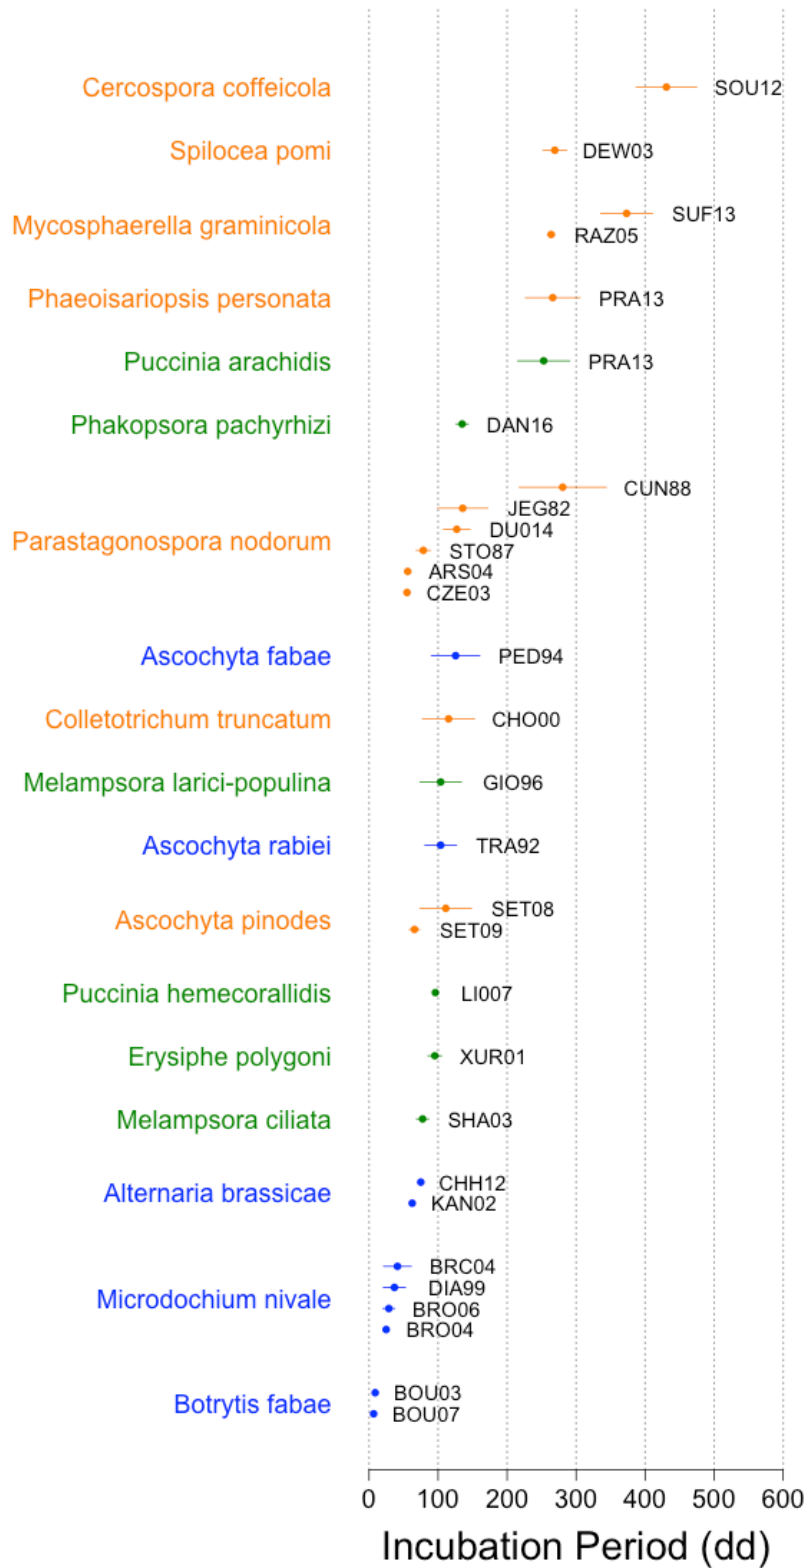 Cercospora coffeicola SOU12
Spilocea pomi DEW03
SUF13
Mycosphaerella graminicola
RAZ05
Phaeoisariopsis personata PRA13
Puccinia arachidis PRA13
Phakopsora pachyrhizi DAN16
CUN88
JEG82
DU014
Parastagonospora nodorum
STO87
ARS04
CZE03
Ascochyta fabae PED94
Colletotrichum truncatum CHO00
Melampsora larici-populina GIO96
Ascochyta rabiei TRA92
SET08
Ascochyta pinodes
SET09
Puccinia hemecorallidis LI007
Erysiphe polygoni XUR01
Melampsora ciliata SHA03
CHH12
Alternaria brassicae
KAN02
BRC04
DIA99
Microdochium nivale
BRO06
BRO04
BOU03
Botrytis fabae
BOU07
0 100 200 300 400 500 600
Incubation Period (dd)